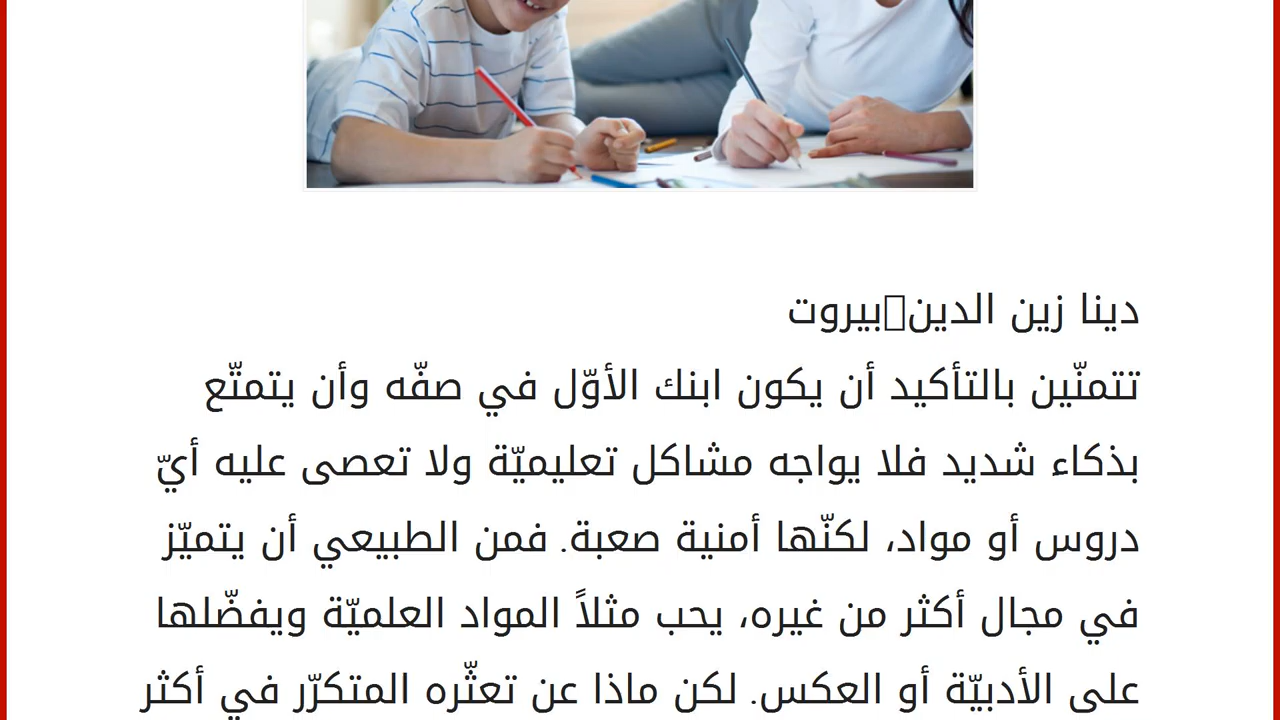 دينا زين الدين بيروت
تتمنّين بالتأكيد أن يكون ابنك الأوّل في صفّه وأن يتمتّع
بذكاء شديد فلا يواجه مشاكل تعليميّة ولا تعصى عليه أيّ
دروس أو مواد، لكنّها أمنية صعبة. فمن الطبيعي أن يتميّز
في مجال أكثر من غيره، يحب مثلاً المواد العلميّة ويفضّلها
على الأدبيّة أو العكس. لكن ماذا عن تعثّره المتكرّر في أكثر